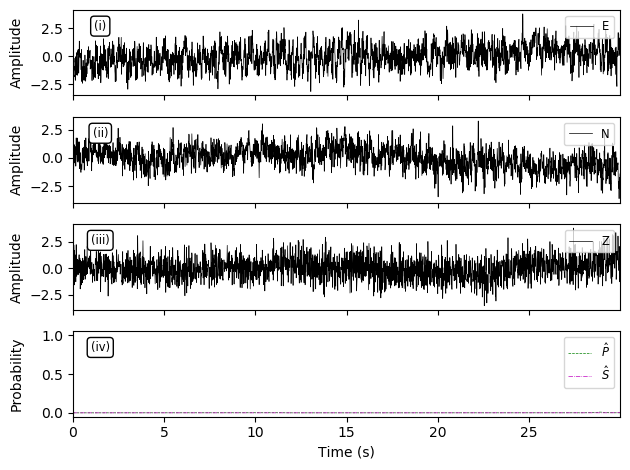 (i)
E
Amplitude
2.5
0.0
−2.5
(ii)
N
Amplitude
2.5
0.0
−2.5
(iii)
Z
Amplitude
2.5
0.0
−2.5
(iv)
P̂
Ŝ
Probability
1.0
0.5
0.0
0 5 10 15 20 25
Time (s)